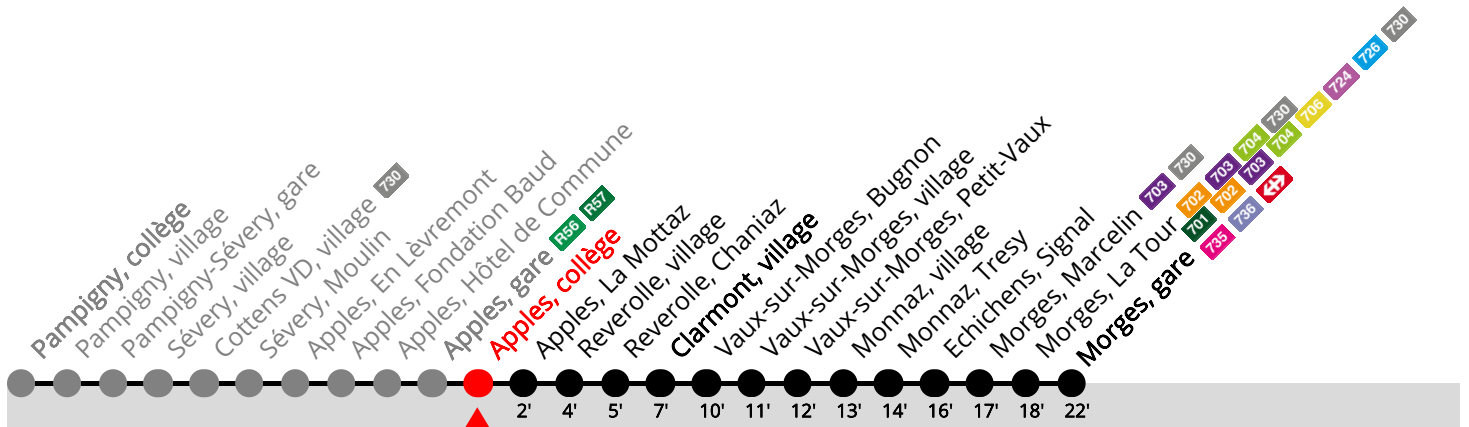 Pampigny, collège
Pampigny, village
Pampigny-Sévery, gare
Sévery, village
Cottens VD, village 730
Sévery, Moulin
Apples, En Lèvremont
Apples, Fondation Baud
Apples, Hôtel de Commune
Apples, gare R56 R57
Apples, collège
Apples, La Mottaz
Reverolle, village
Reverolle, Chaniaz
Clarmont, village
Vaux-sur-Morges, Bugnon
Vaux-sur-Morges, village
Vaux-sur-Morges, Petit-Vaux
Monnaz, village
Monnaz, Tresy
Echichens, Signal
Morges, Marcelin 703 730
Morges, La Tour 702 703 704 730
Morges, gare 701 702 703 704 706 724 726 730
735 736
2' 4' 5' 7' 10' 11' 12' 13' 14' 16' 17' 18' 22'